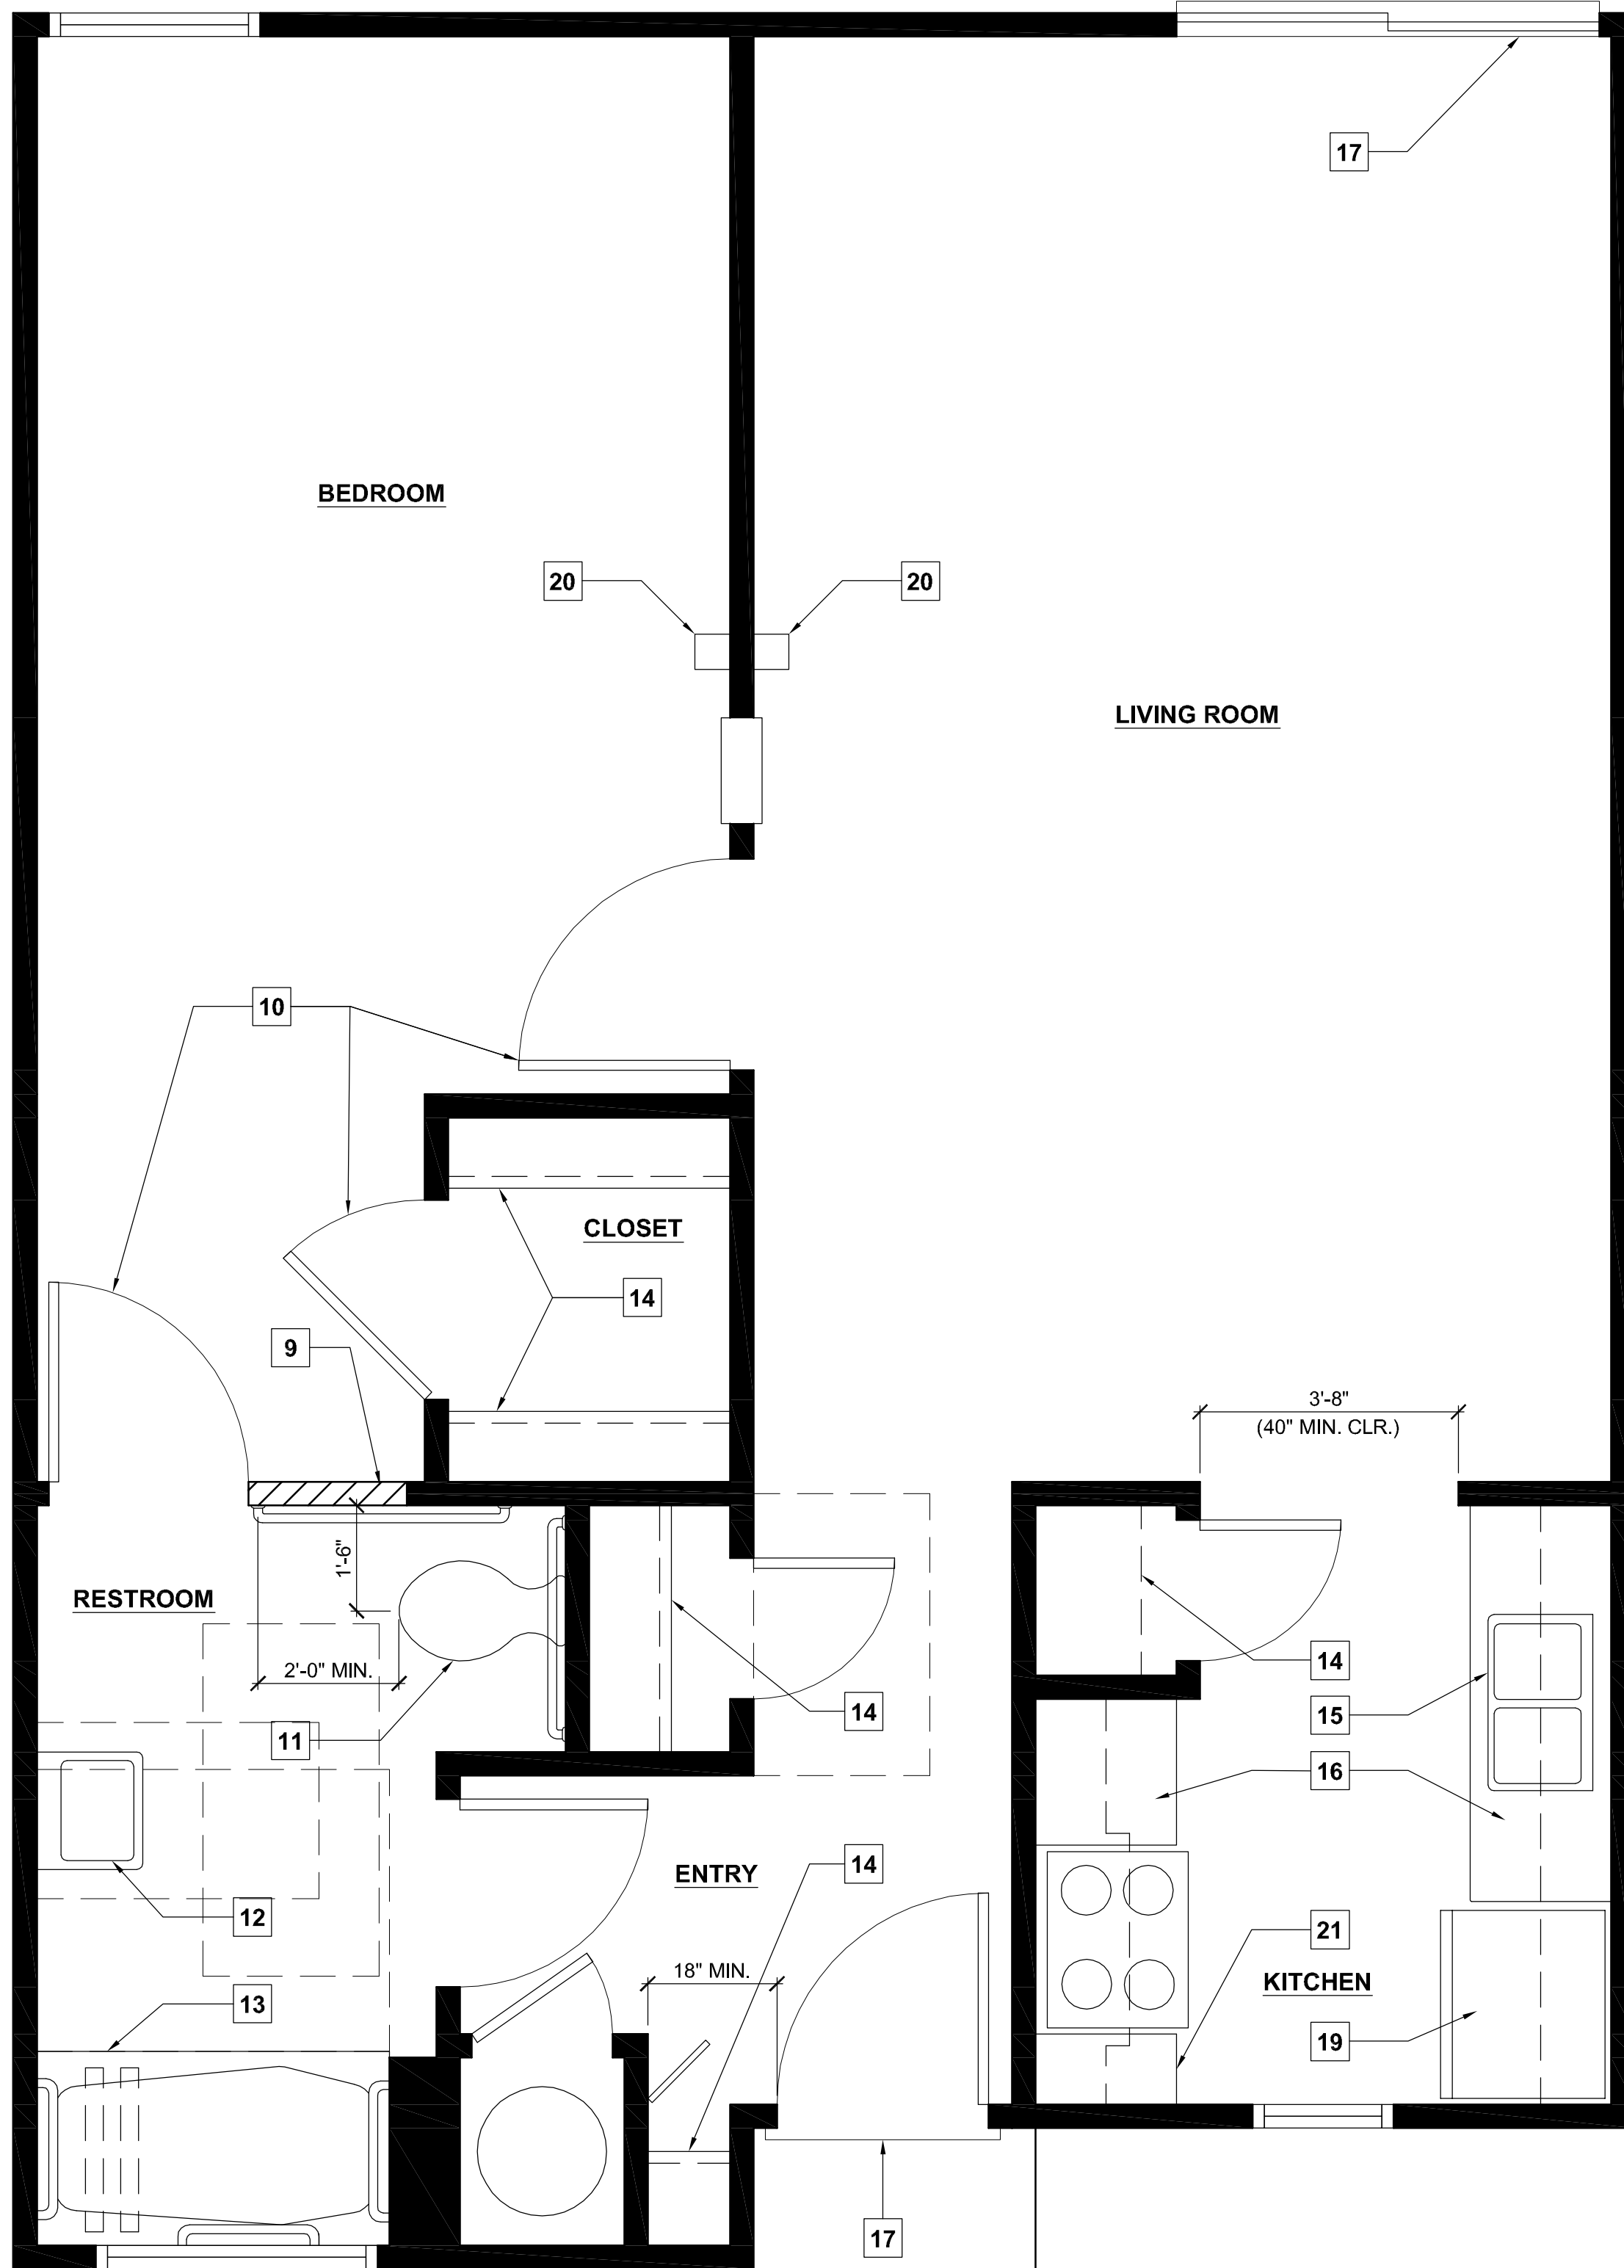 17
BEDROOM
20
20
LIVING ROOM
10
CLOSET
14
9
3'-8"
(40" MIN. CLR.)
1'-6"
RESTROOM
2'-0" MIN.
14
14
15
11
16
14
ENTRY
12
21
18" MIN.
KITCHEN
13
19
17